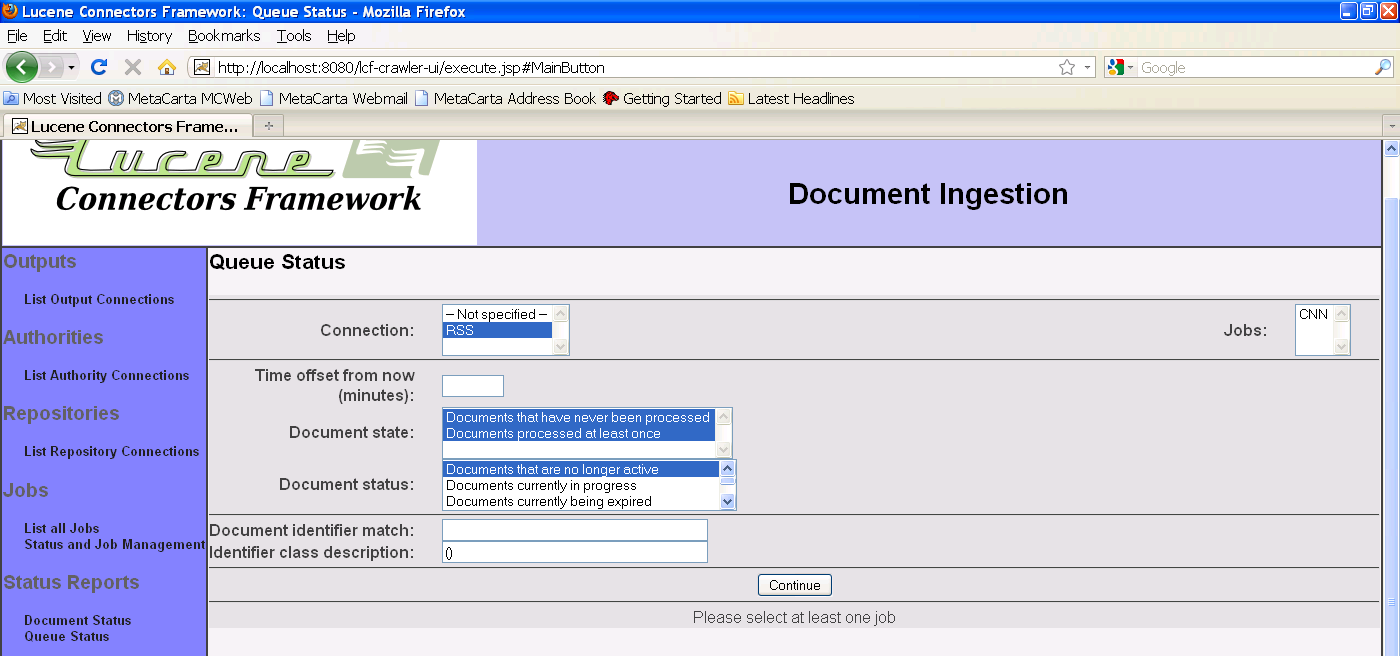 Lucene Connectors Framework: Queue Status - Mozilla Firefox
File Edit View History Bookmarks Tools Help
http://localhost:8080/lcf-crawler-ui/execute.jsp#MainButton
Google
Most Visited MetaCarta MCWeb MetaCarta Webmail MetaCarta Address Book Getting Started Latest Headlines
Lucene Connectors Frame...
Lucene
Connectors Framework
Document Ingestion
Outputs
List Output Connections
Authorities
List Authority Connections
Repositories
List Repository Connections
Jobs
List all Jobs
Status and Job Management
Status Reports
Document Status
Queue Status
Queue Status
Connection:
-- Not specified --
RSS
Jobs:
CNN
Time offset from now
(minutes):
Document state:
Documents that have never been processed
Documents processed at least once
Document status:
Documents that are no longer active
Documents currently in progress
Documents currently being expired
Document identifier match:
Identifier class description:
()
Continue
Please select at least one job